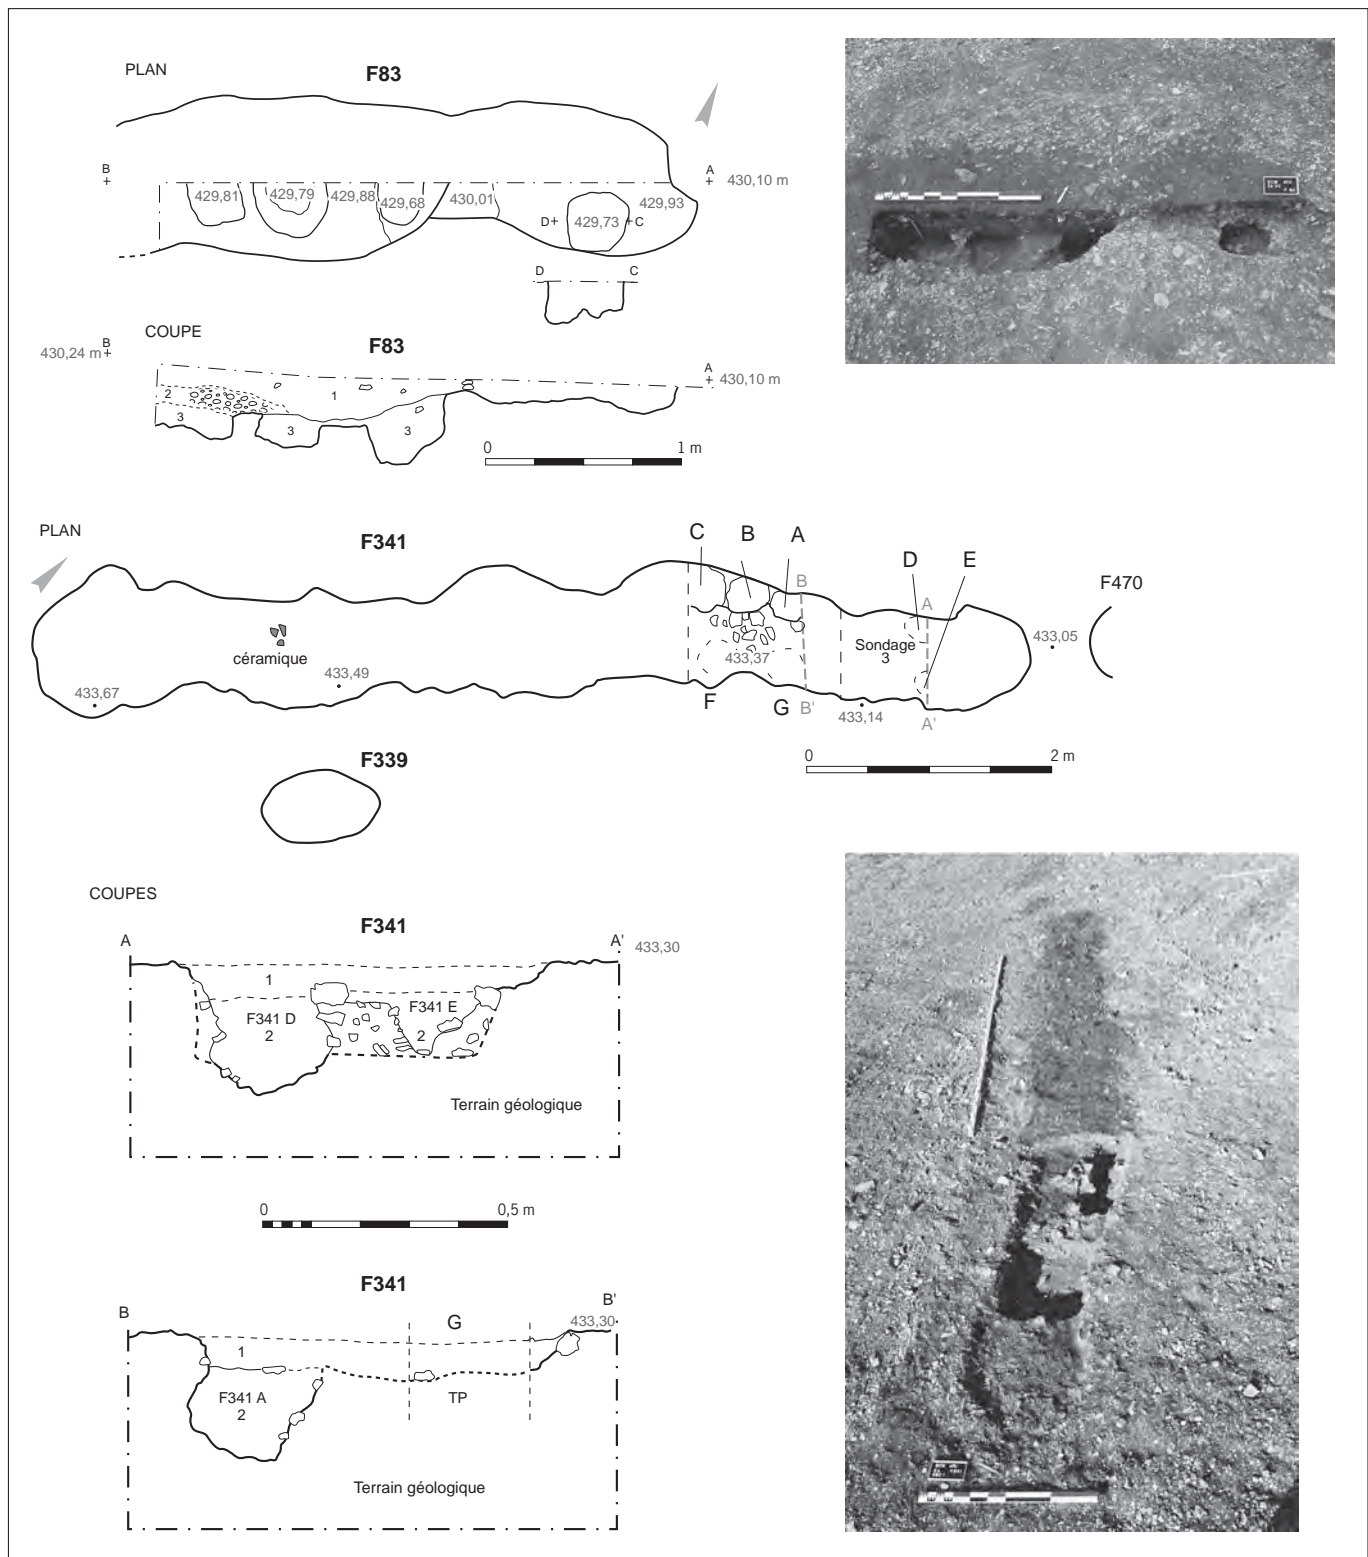 PLAN
F83
B
A
430,10 m
429,81
429,79
429,88
429,68
430,01
429,93
D
429,73
C
D
C
COUPE
F83
B
430,24 m
A
430,10 m
1
2
3
3
3
0
1 m
PLAN
F341
C
B
A
D
E
F470
B
A
433,05
Sondage
3
céramique
433,37
433,49
433,67
F
G
B'
433,14
A'
F339
0
2 m
COUPES
F341
A
A'
433,30
1
F341 D
2
F341 E
2
Terrain géologique
0
0,5 m
F341
B
B'
G
433,30
1
F341 A
2
TP
Terrain géologique